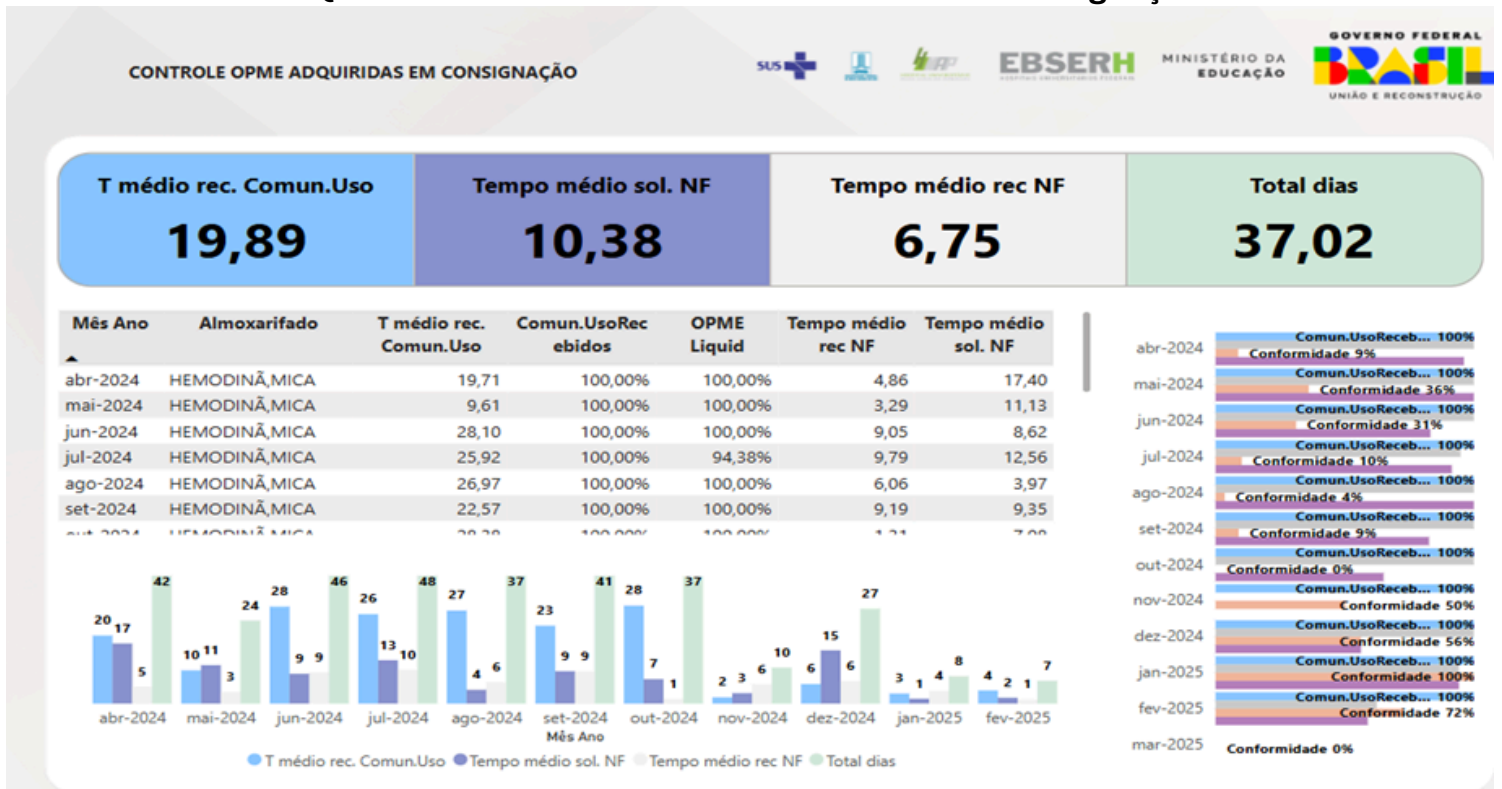 CONTROLE OPME ADQUIRIDAS EM CONSIGNAÇÃO
SUS
EBSERH
HOSPITAIS UNIVERSITÁRIOS FEDERAIS
MINISTÉRIO DA
EDUCAÇÃO
GOVERNO FEDERAL
BRASIL
UNIÃO E RECONSTRUÇÃO
T médio rec. Comun.Uso Tempo médio sol. NF Tempo médio rec NF Total dias
19,89 10,38 6,75 37,02
Mês Ano Almoxarifado T médio rec. Comun.UsoRec OPME Tempo médio Tempo médio
Comun.Uso ebidos Liquid rec NF sol. NF
abr-2024 HEMODINÃ‚MICA 19,71 100,00% 100,00% 4,86 17,40
mai-2024 HEMODINÃ‚MICA 9,61 100,00% 100,00% 3,29 11,13
jun-2024 HEMODINÃ‚MICA 28,10 100,00% 100,00% 9,05 8,62
jul-2024 HEMODINÃ‚MICA 25,92 100,00% 94,38% 9,79 12,56
ago-2024 HEMODINÃ‚MICA 26,97 100,00% 100,00% 6,06 3,97
set-2024 HEMODINÃ‚MICA 22,57 100,00% 100,00% 9,19 9,35
abr-2024 Comun.UsoReceb... 100%
Conformidade 9%
mai-2024 Comun.UsoReceb... 100%
Conformidade 36%
jun-2024 Comun.UsoReceb... 100%
Conformidade 31%
jul-2024 Comun.UsoReceb... 100%
Conformidade 10%
ago-2024 Comun.UsoReceb... 100%
Conformidade 4%
set-2024 Comun.UsoReceb... 100%
Conformidade 9%
out-2024 Comun.UsoReceb... 100%
Conformidade 0%
nov-2024 Comun.UsoReceb... 100%
Conformidade 50%
dez-2024 Comun.UsoReceb... 100%
Conformidade 56%
jan-2025 Comun.UsoReceb... 100%
Conformidade 100%
fev-2025 Comun.UsoReceb... 100%
Conformidade 72%
mar-2025 Conformidade 0%
20 17 5 42
10 11 3 24
28 9 9 46
26 13 10 48
27 4 6 37
23 9 9 41
28 7 1 37
2 3 6 10
6 15 6 27
3 1 4 8
4 2 1 7
abr-2024 mai-2024 jun-2024 jul-2024 ago-2024 set-2024 out-2024 nov-2024 dez-2024 jan-2025 fev-2025
Mês Ano
T médio rec. Comun.Uso Tempo médio sol. NF Tempo médio rec NF Total dias